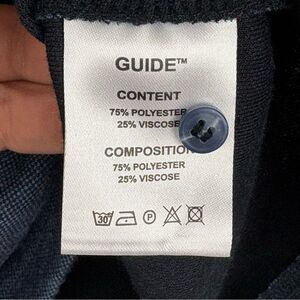 GUIDE™
CONTENT
75% POLYESTER
25% VISCOSE
COMPOSITION
75% POLYESTER
25% VISCOSE
30 P